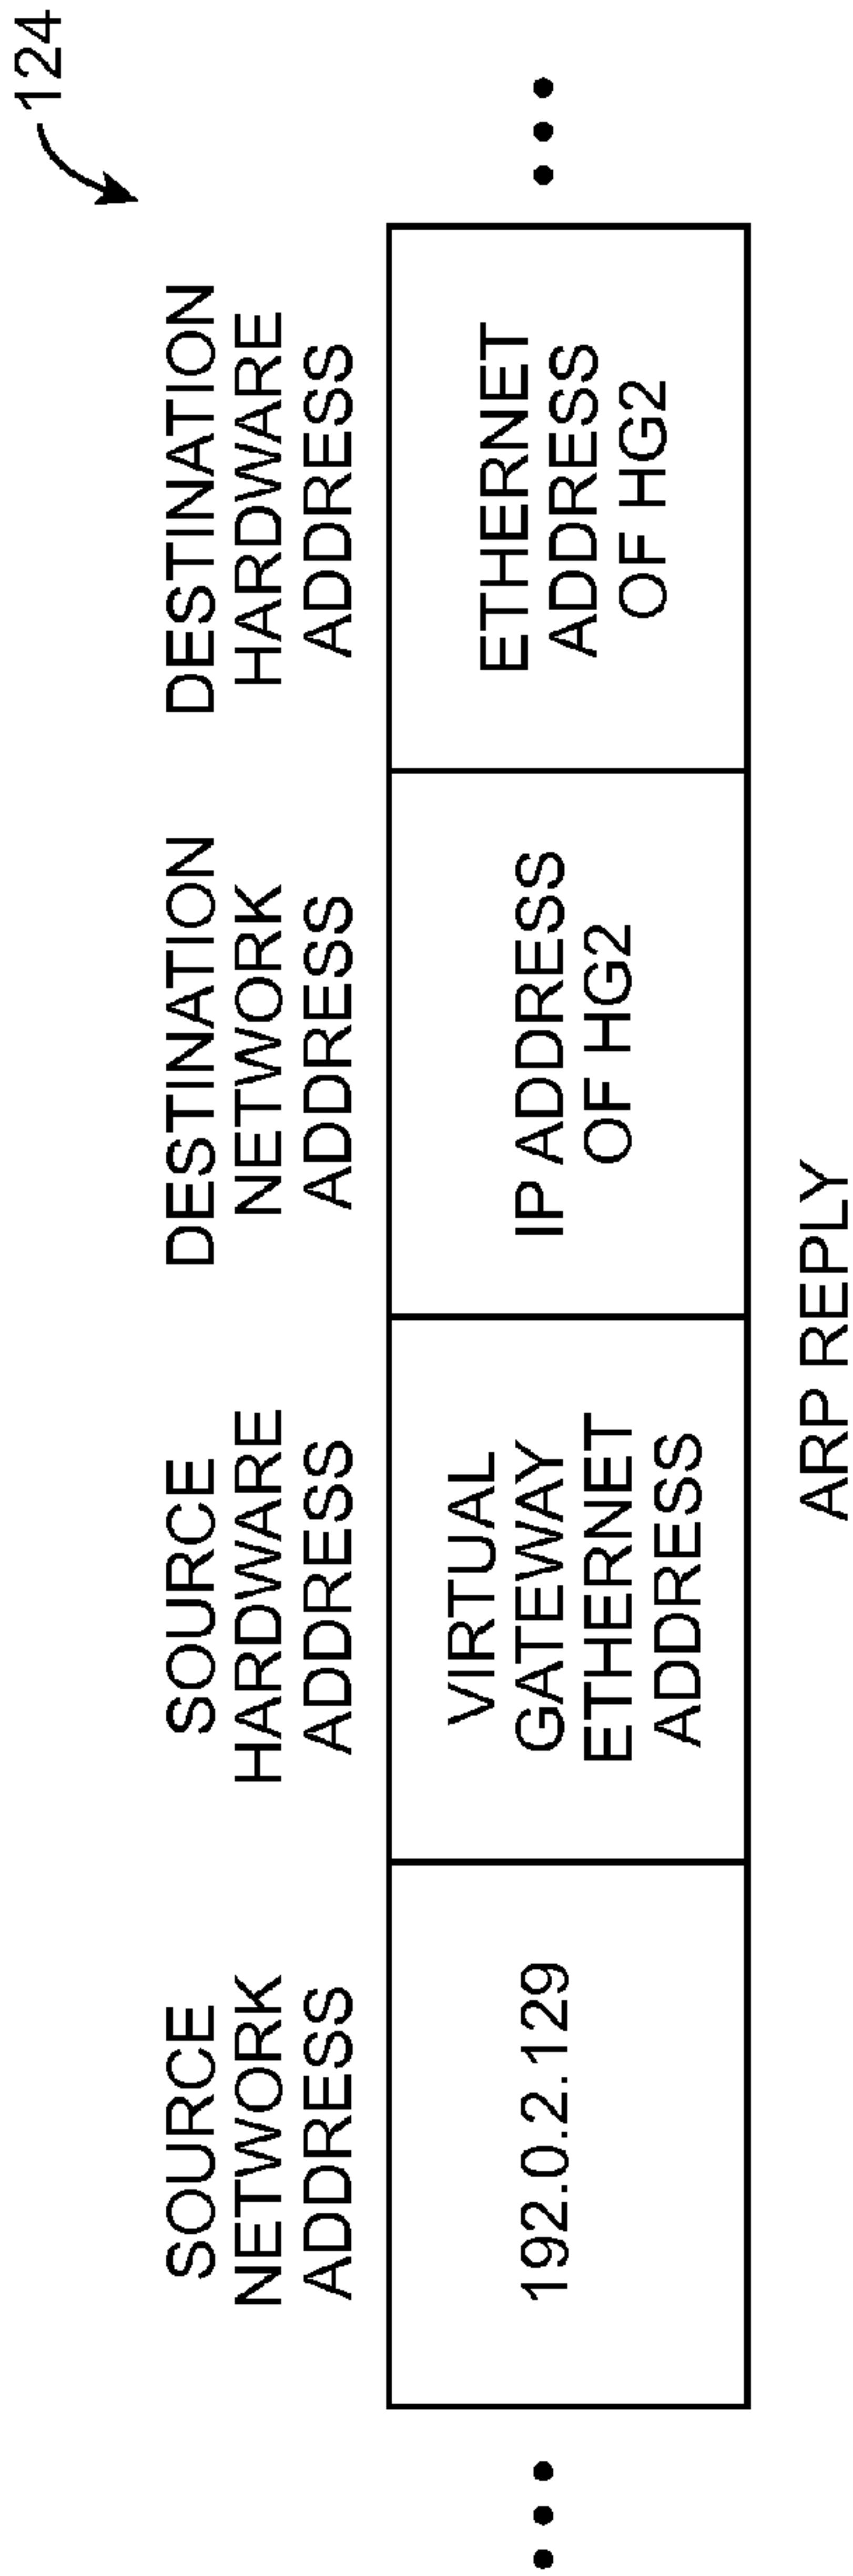 124
SOURCE
NETWORK
ADDRESS
SOURCE
HARDWARE
ADDRESS
DESTINATION
NETWORK
ADDRESS
DESTINATION
HARDWARE
ADDRESS
192.0.2.129
VIRTUAL
GATEWAY
ETHERNET
ADDRESS
IP ADDRESS
OF HG2
ETHERNET
ADDRESS
OF HG2
ARP REPLY